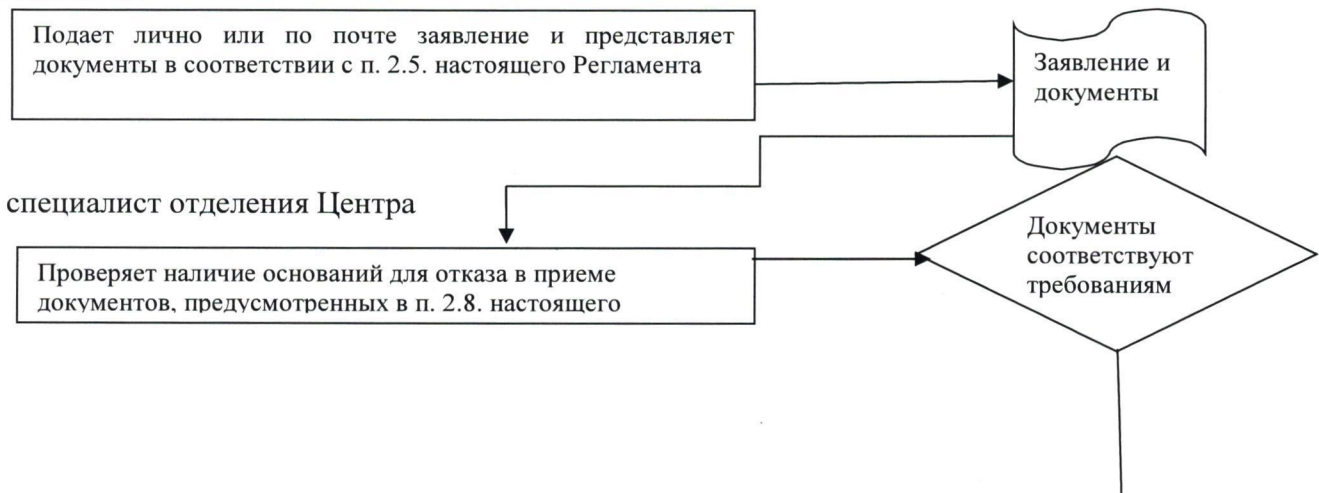 Подает лично или по почте заявление и представляет
документы в соответствии с п. 2.5. настоящего Регламента
Заявление и
документы
специалист отделения Центра
Проверяет наличие оснований для отказа в приеме
документов, предусмотренных в п. 2.8. настоящего
Документы
соответствуют
требованиям